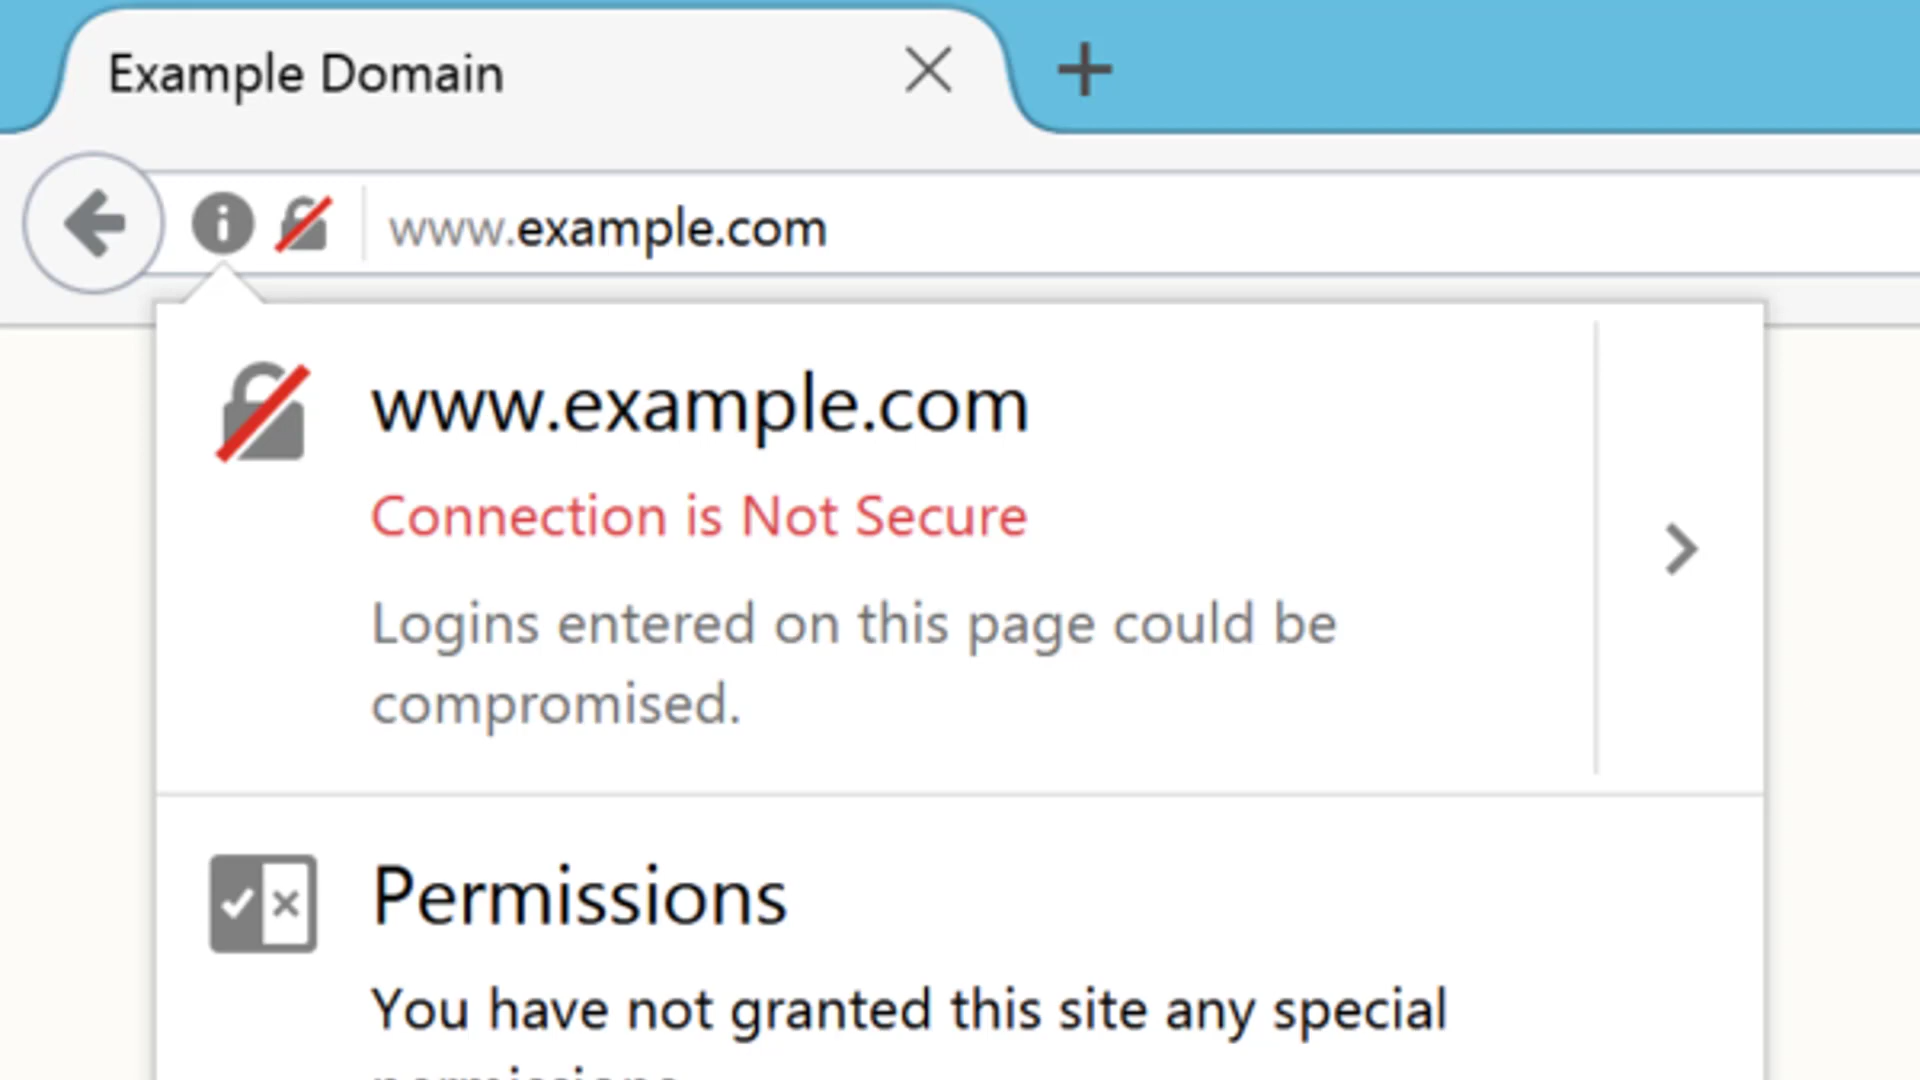 Example Domain
www.example.com
www.example.com
Connection is Not Secure
Logins entered on this page could be
compromised.
Permissions
You have not granted this site any special